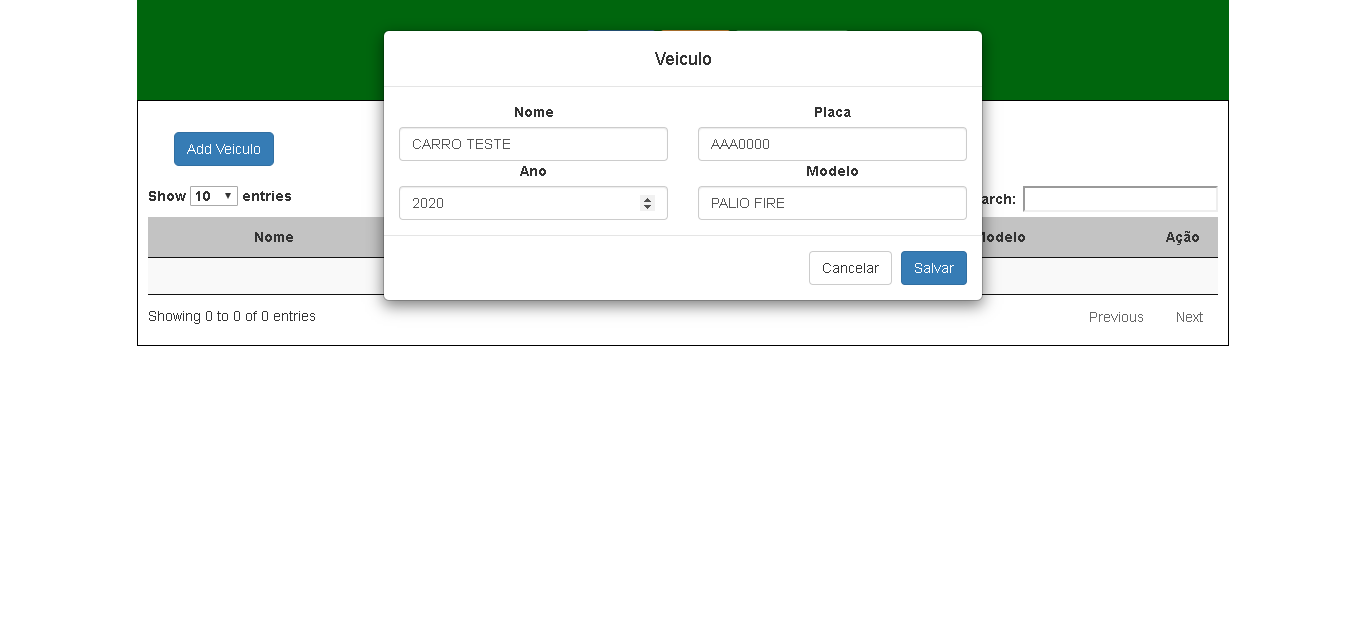 Veiculo
Nome Placa
CARRO TESTE AAA0000
Ano Modelo
2020 PALIO FIRE
Cancelar Salvar
Add Veiculo
Show 10 entries
arch:
Nome odelo Ação
Showing 0 to 0 of 0 entries
Previous Next